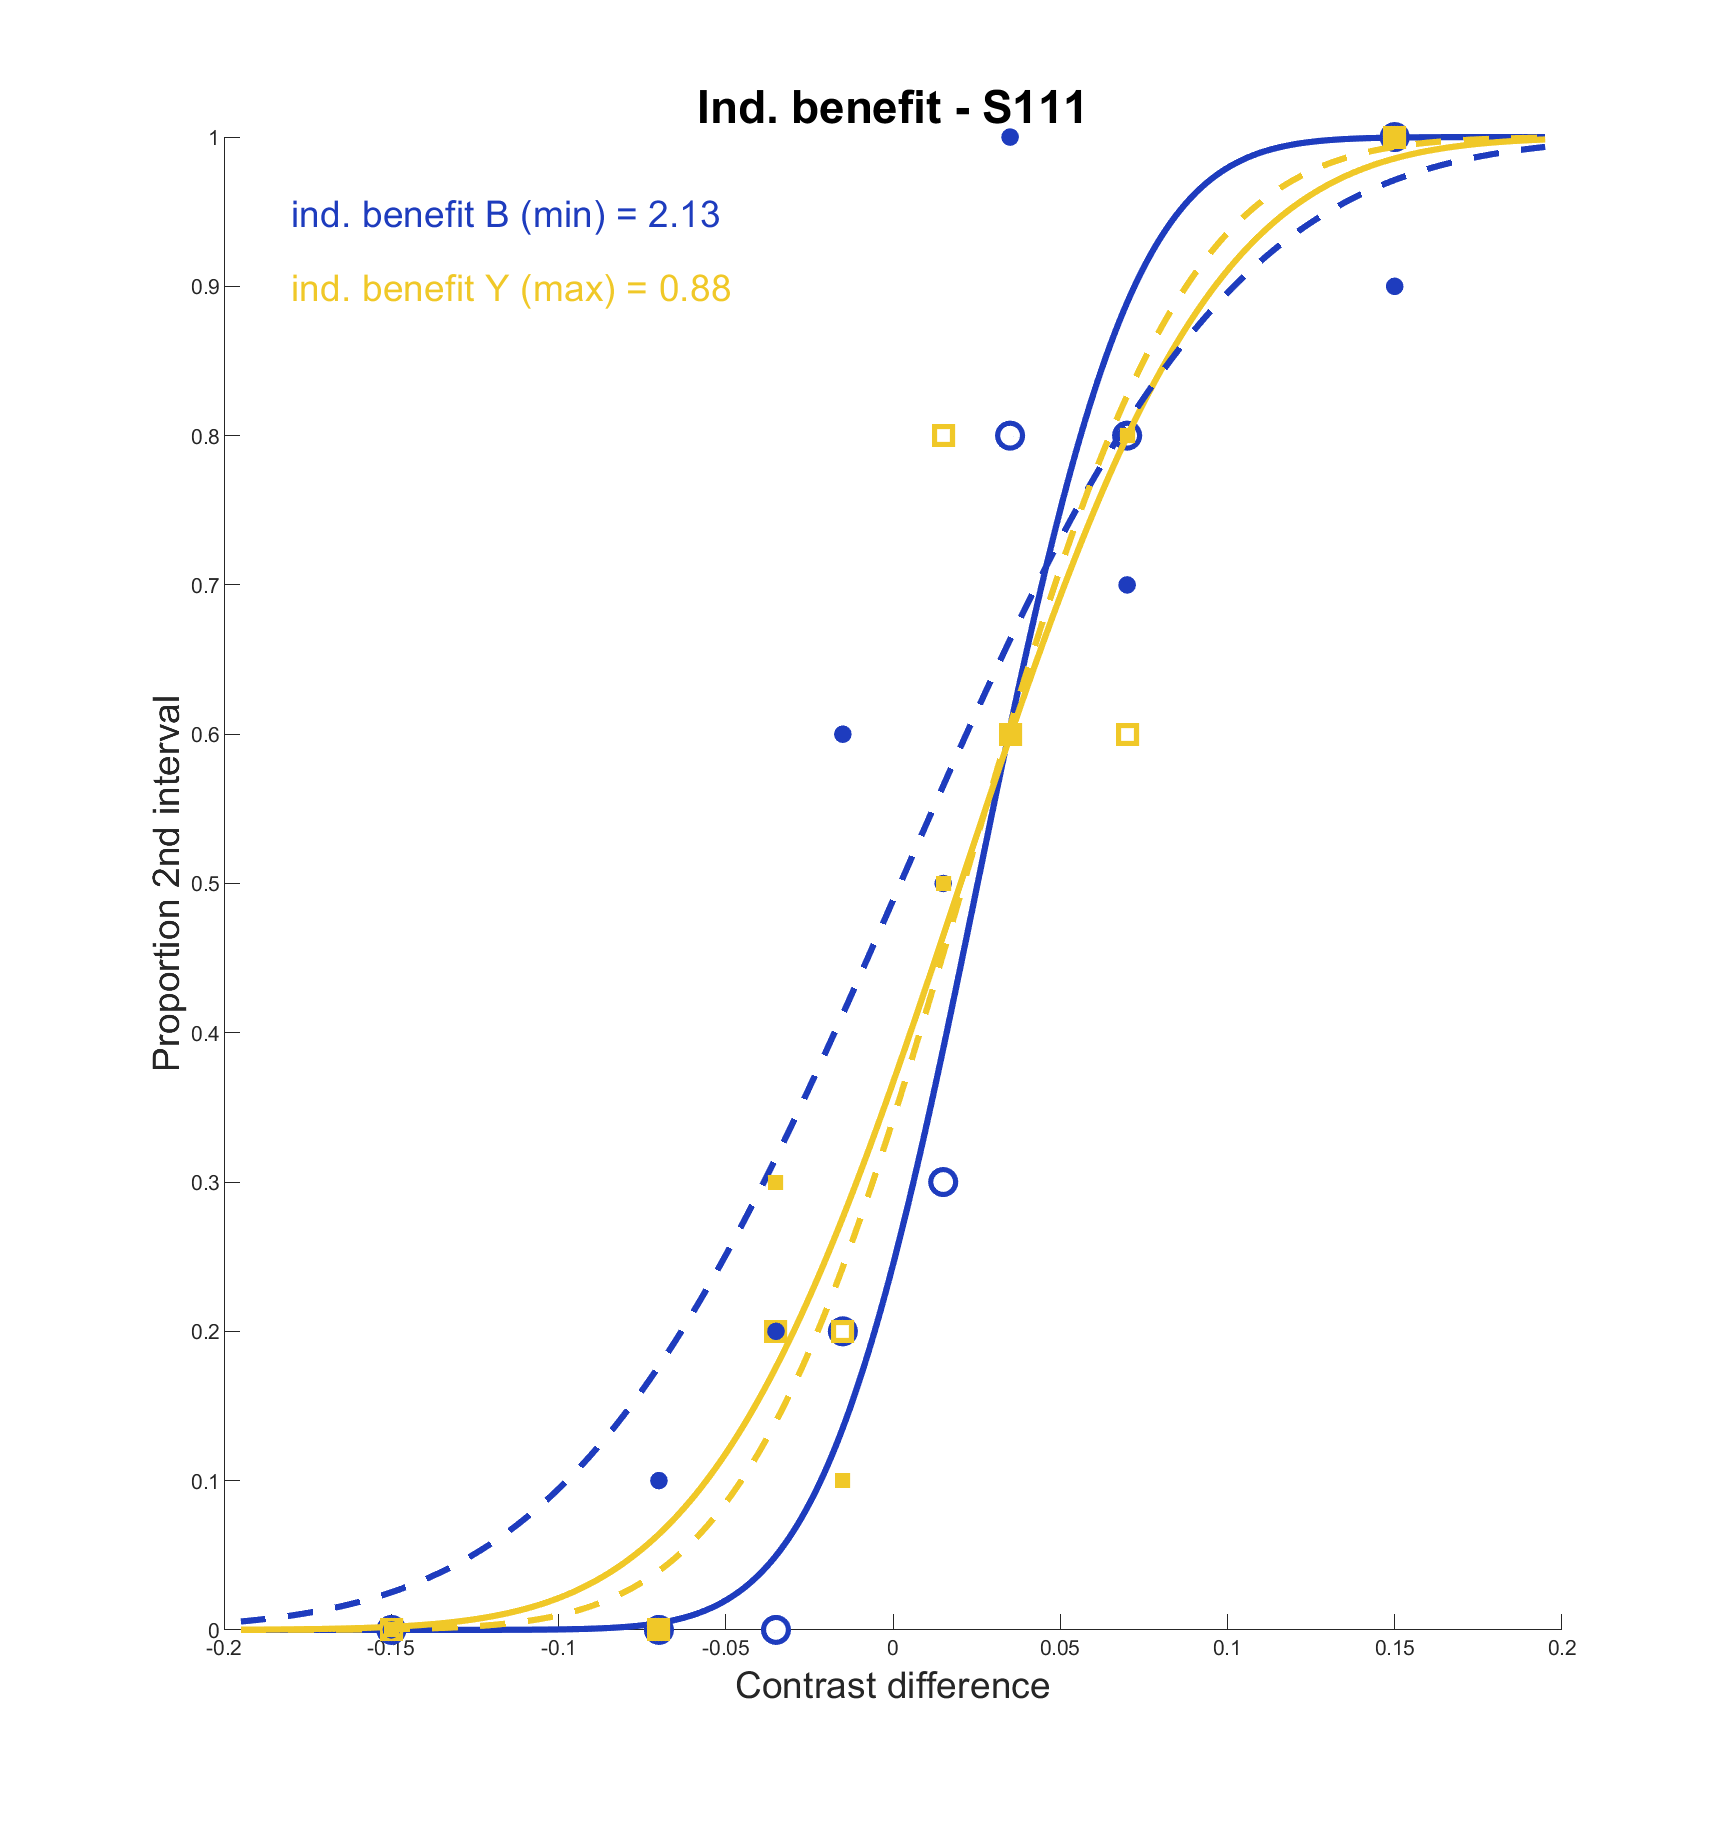 Ind. benefit - S111
ind. benefit B (min) = 2.13
ind. benefit Y (max) = 0.88
Proportion 2nd interval
1
0.9
0.8
0.7
0.6
0.5
0.4
0.3
0.2
0.1
0
-0.2 -0.15 -0.1 -0.05 0 0.05 0.1 0.15 0.2
Contrast difference